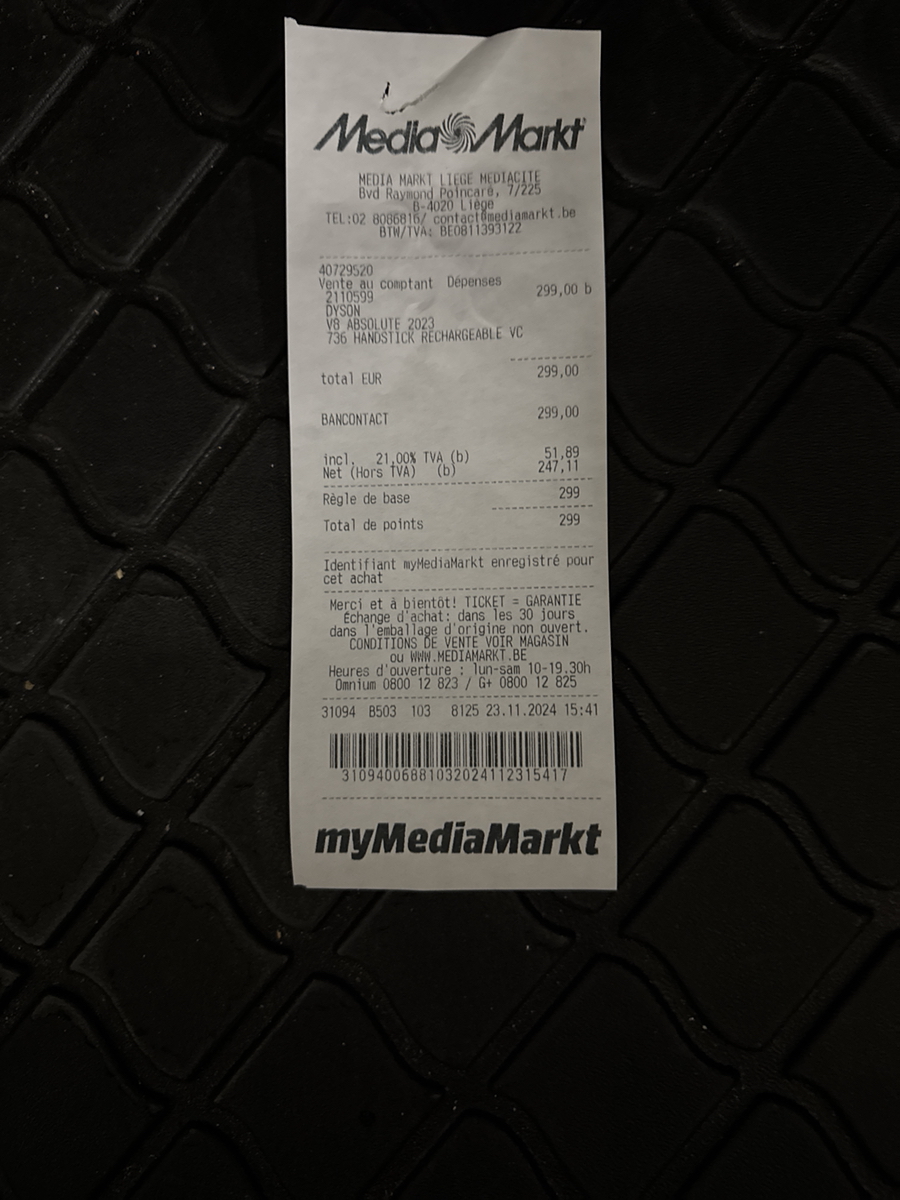 Media Markt
MEDIA MARKT LIEGE MEDIACITE
Bvd Raymond Poincaré, 7/225
B-4020 Liège
TEL:02 8086816/ contact@mediamarkt.be
BTW/TVA: BE0811393122
40729520
Vente au comptant Dépenses
2110599 299,00 b
DYSON
V8 ABSOLUTE 2023
736 HANDSTICK RECHARGEABLE VC
total EUR 299,00
BANCONTACT 299,00
incl. 21,00% TVA (b) 51,89
Net (Hors TVA) (b) 247,11
Règle de base 299
Total de points 299
Identifiant myMediaMarkt enregistré pour
cet achat
Merci et à bientôt! TICKET = GARANTIE
Échange d'achat: dans les 30 jours
dans l'emballage d'origine non ouvert.
CONDITIONS DE VENTE VOIR MAGASIN
ou WWW.MEDIAMARKT.BE
Heures d'ouverture : lun-sam 10-19.30h
Omnium 0800 12 823 / G+ 0800 12 825
31094 B503 103 8125 23.11.2024 15:41
31094006881032024112315417
myMediaMarkt